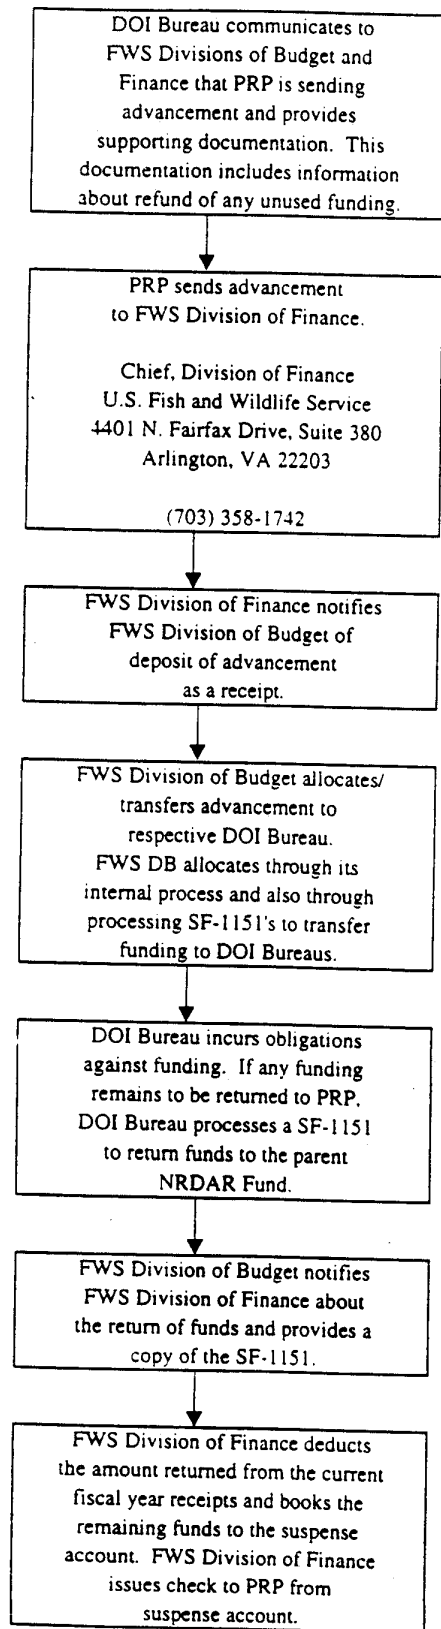 DOI Bureau communicates to
FWS Divisions of Budget and
Finance that PRP is sending
advancement and provides
supporting documentation. This
documentation includes information
about refund of any unused funding.
PRP sends advancement
to FWS Division of Finance.
Chief, Division of Finance
U.S. Fish and Wildlife Service
4401 N. Fairfax Drive, Suite 380
Arlington, VA 22203
(703) 358-1742
FWS Division of Finance notifies
FWS Division of Budget of
deposit of advancement
as a receipt.
FWS Division of Budget allocates/
transfers advancement to
respective DOI Bureau.
FWS DB allocates through its
internal process and also through
processing SF-1151's to transfer
funding to DOI Bureaus.
DOI Bureau incurs obligations
against funding. If any funding
remains to be returned to PRP,
DOI Bureau processes a SF-1151
to return funds to the parent
NRDAR Fund.
FWS Division of Budget notifies
FWS Division of Finance about
the return of funds and provides a
copy of the SF-1151.
FWS Division of Finance deducts
the amount returned from the current
fiscal year receipts and books the
remaining funds to the suspense
account. FWS Division of Finance
issues check to PRP from
suspense account.